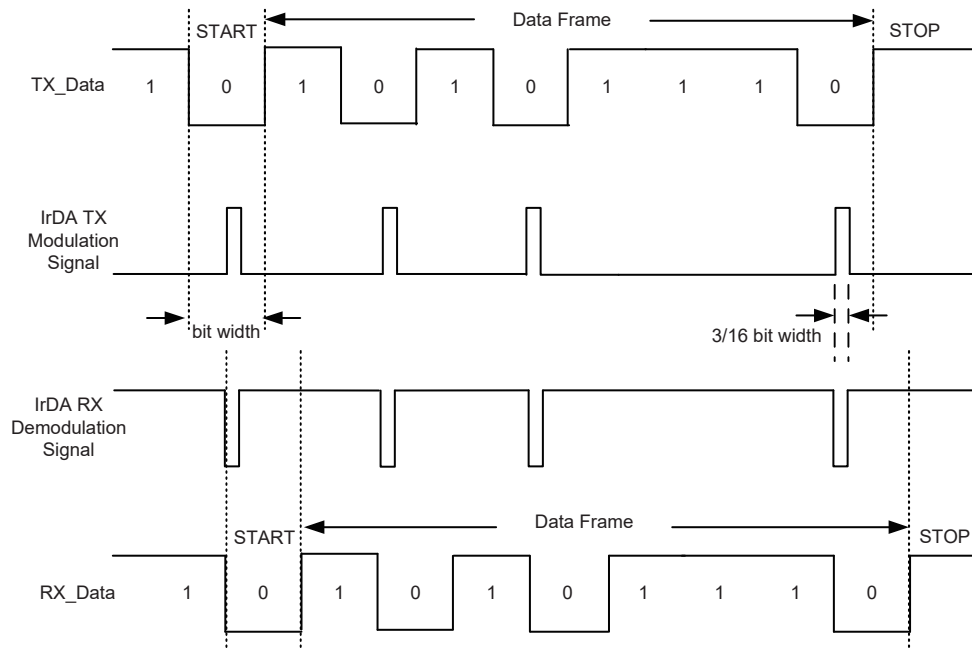 START
Data Frame
STOP
TX_Data
1 0 1 0 1 0 1 1 1 0
IrDA TX
Modulation
Signal
bit width
3/16 bit width
IrDA RX
Demodulation
Signal
START
Data Frame
STOP
RX_Data
1 0 1 0 1 0 1 1 1 0